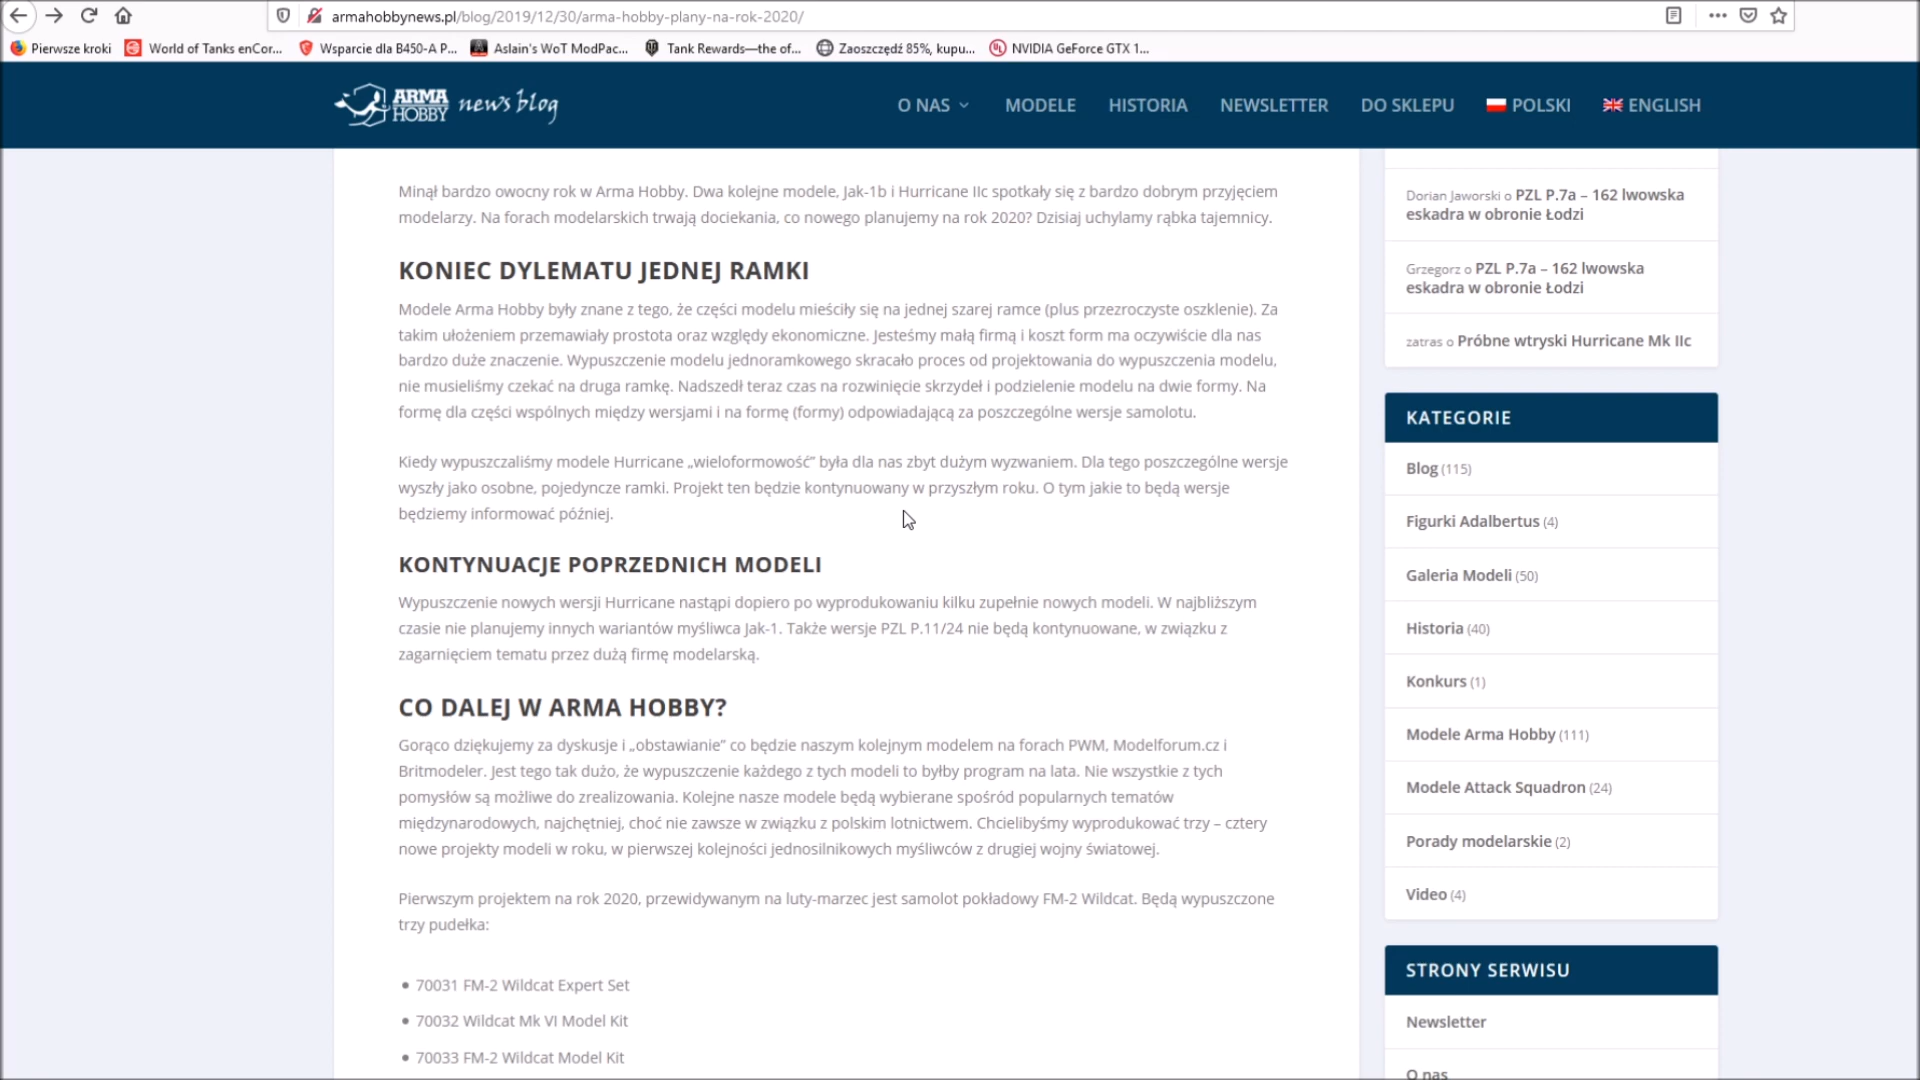 armahobbynews.pl/blog/2019/12/30/arma-hobby-plany-na-rok-2020/
Pierwsze kroki
World of Tanks enCor...
Wsparcie dla B450-A P...
Aslain's WoT ModPac...
Tank Rewards—the of...
Zaoszczędź 85%, kupu...
NVIDIA GeForce GTX 1...
ARMA HOBBY news blog
O NAS
MODELE
HISTORIA
NEWSLETTER
DO SKLEPU
POLSKI
ENGLISH
Minął bardzo owocny rok w Arma Hobby. Dwa kolejne modele, Jak-1b i Hurricane IIc spotkały się z bardzo dobrym przyjęciem
modelarzy. Na forach modelarskich trwają dociekania, co nowego planujemy na rok 2020? Dzisiaj uchylamy rąbka tajemnicy.
KONIEC DYLEMATU JEDNEJ RAMKI
Modele Arma Hobby były znane z tego, że części modelu mieściły się na jednej szarej ramce (plus przezroczyste oszklenie). Za
takim ułożeniem przemawiały prostota oraz względy ekonomiczne. Jesteśmy małą firmą i koszt form ma oczywiście dla nas
bardzo duże znaczenie. Wypuszczenie modelu jednoramkowego skracało proces od projektowania do wypuszczenia modelu,
nie musieliśmy czekać na druga ramkę. Nadszedł teraz czas na rozwinięcie skrzydeł i podzielenie modelu na dwie formy. Na
formę dla części wspólnych między wersjami i na formę (formy) odpowiadającą za poszczególne wersje samolotu.
Kiedy wypuszczaliśmy modele Hurricane „wieloformowość” była dla nas zbyt dużym wyzwaniem. Dla tego poszczególne wersje
wyszły jako osobne, pojedyncze ramki. Projekt ten będzie kontynuowany w przyszłym roku. O tym jakie to będą wersje
będziemy informować później.
KONTYNUACJE POPRZEDNICH MODELI
Wypuszczenie nowych wersji Hurricane nastąpi dopiero po wyprodukowaniu kilku zupełnie nowych modeli. W najbliższym
czasie nie planujemy innych wariantów myśliwca Jak-1. Także wersje PZL P.11/24 nie będą kontynuowane, w związku z
zagarnięciem tematu przez dużą firmę modelarską.
CO DALEJ W ARMA HOBBY?
Gorąco dziękujemy za dyskusje i „obstawianie” co będzie naszym kolejnym modelem na forach PWM, Modelforum.cz i
Britmodeler. Jest tego tak dużo, że wypuszczenie każdego z tych modeli to byłby program na lata. Nie wszystkie z tych
pomysłów są możliwe do zrealizowania. Kolejne nasze modele będą wybierane spośród popularnych tematów
międzynarodowych, najchętniej, choć nie zawsze w związku z polskim lotnictwem. Chcielibyśmy wyprodukować trzy – cztery
nowe projekty modeli w roku, w pierwszej kolejności jednosilnikowych myśliwców z drugiej wojny światowej.
Pierwszym projektem na rok 2020, przewidywanym na luty-marzec jest samolot pokładowy FM-2 Wildcat. Będą wypuszczone
trzy pudełka:
• 70031 FM-2 Wildcat Expert Set
• 70032 Wildcat Mk VI Model Kit
• 70033 FM-2 Wildcat Model Kit
Dorian Jaworski o PZL P.7a – 162 lwowska
eskadra w obronie Łodzi
Grzegorz o PZL P.7a – 162 lwowska
eskadra w obronie Łodzi
zatras o Próbne wtryski Hurricane Mk IIc
KATEGORIE
Blog (115)
Figurki Adalbertus (4)
Galeria Modeli (50)
Historia (40)
Konkurs (1)
Modele Arma Hobby (111)
Modele Attack Squadron (24)
Porady modelarskie (2)
Video (4)
STRONY SERWISU
Newsletter
O nas